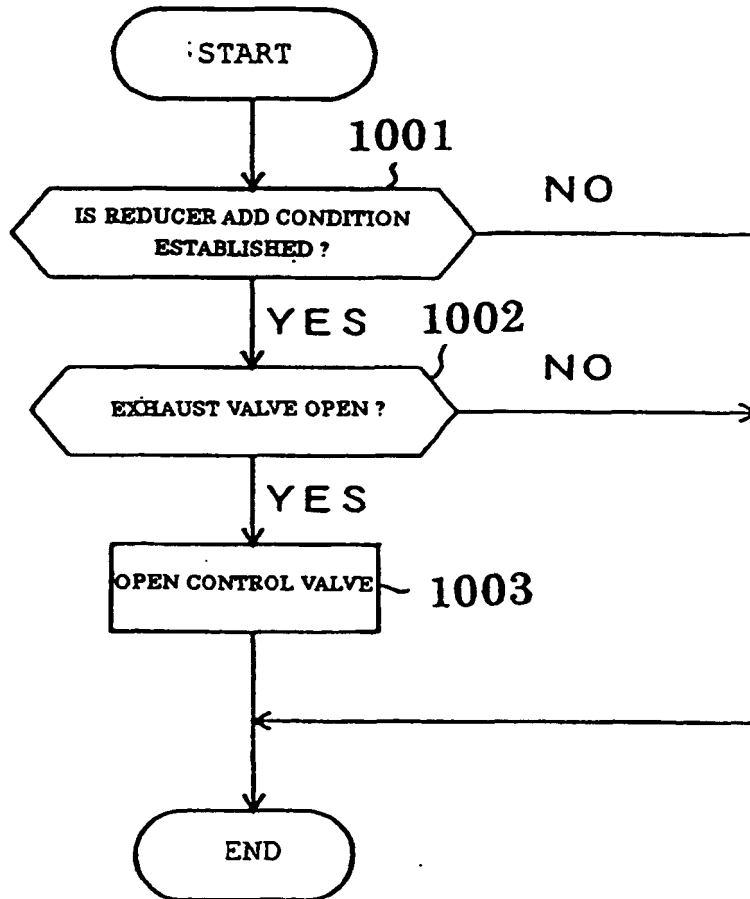 START
1001
IS REDUCER ADD CONDITION
ESTABLISHED ?
NO
YES
1002
EXHAUST VALVE OPEN ?
NO
YES
OPEN CONTROL VALVE
1003
END